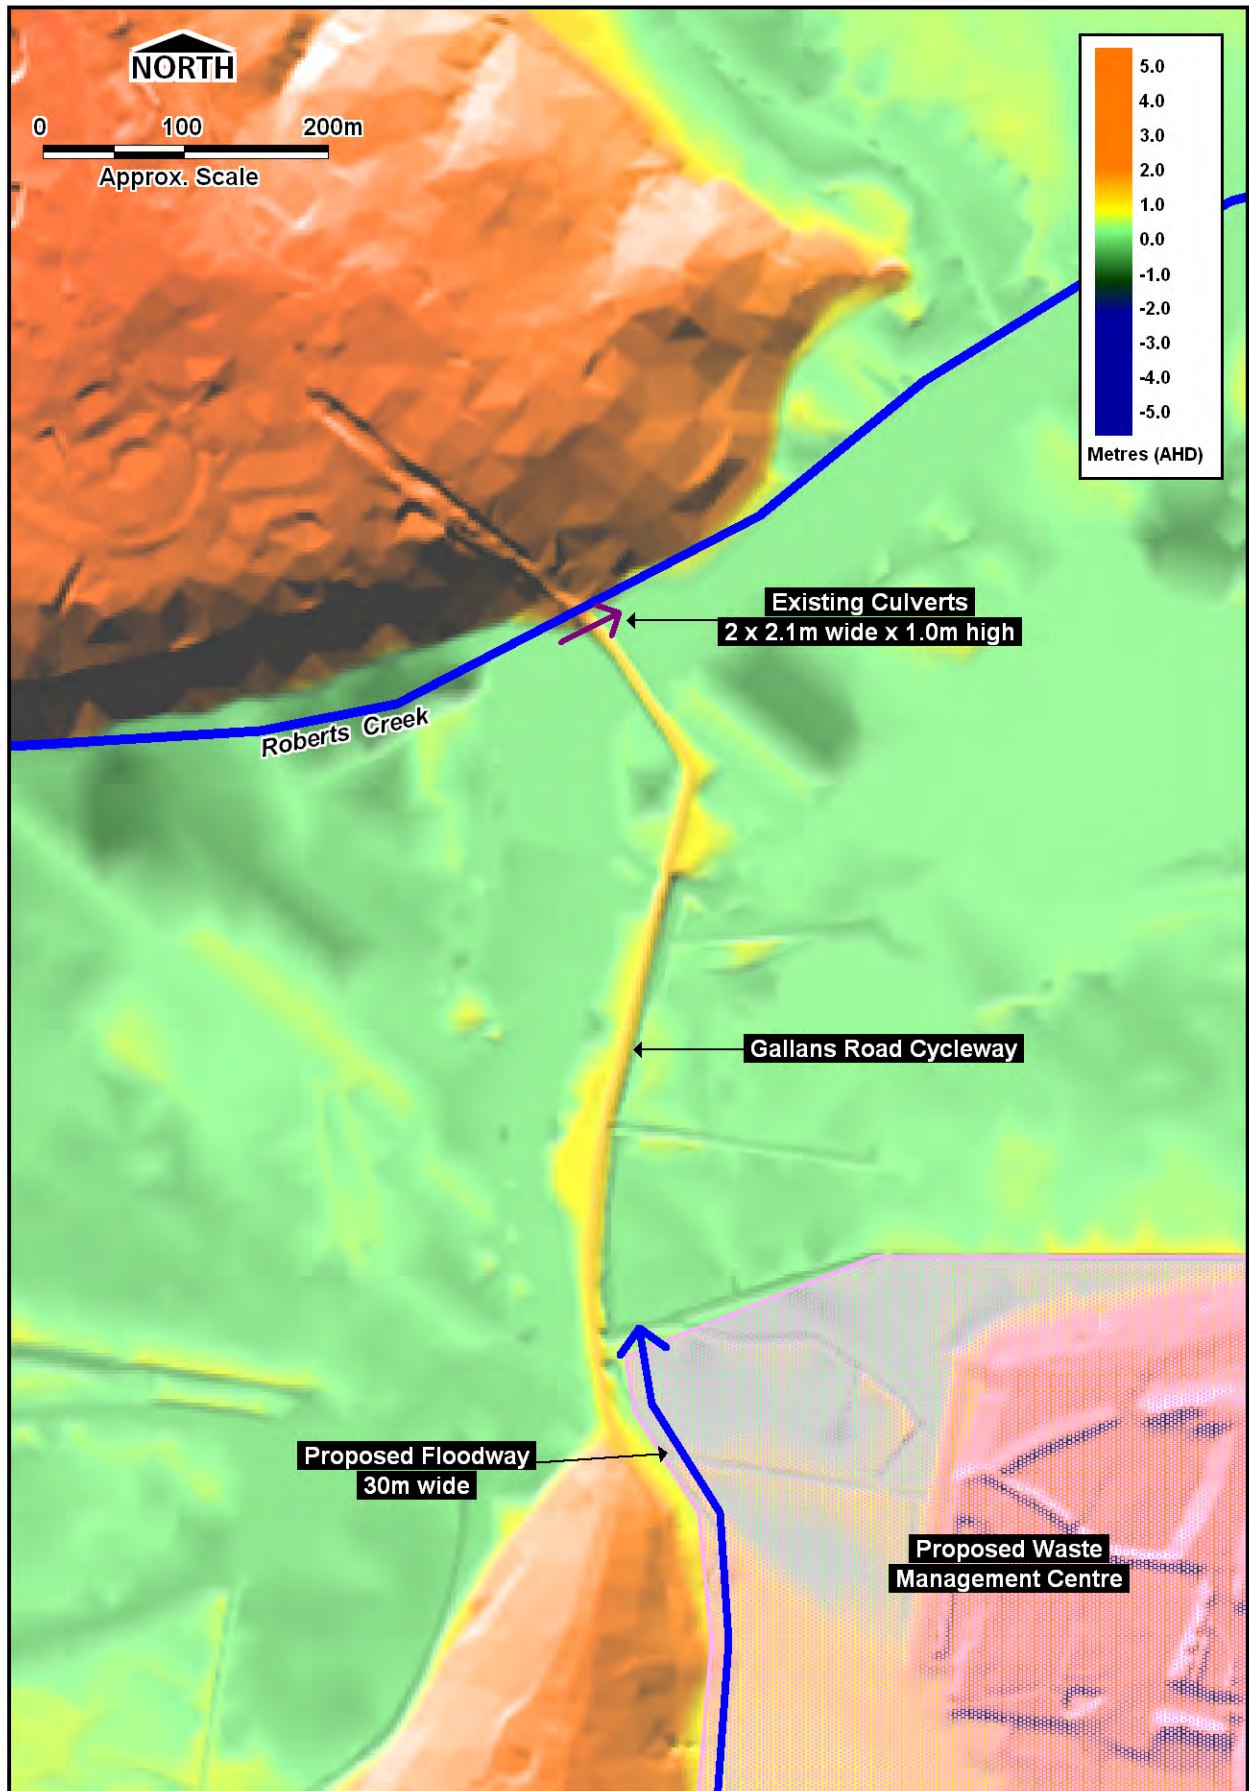 NORTH
0 100 200m
Approx. Scale
5.0
4.0
3.0
2.0
1.0
0.0
-1.0
-2.0
-3.0
-4.0
-5.0
Metres (AHD)
Existing Culverts
2 x 2.1m wide x 1.0m high
Roberts Creek
Gallans Road Cycleway
Proposed Floodway
30m wide
Proposed Waste
Management Centre